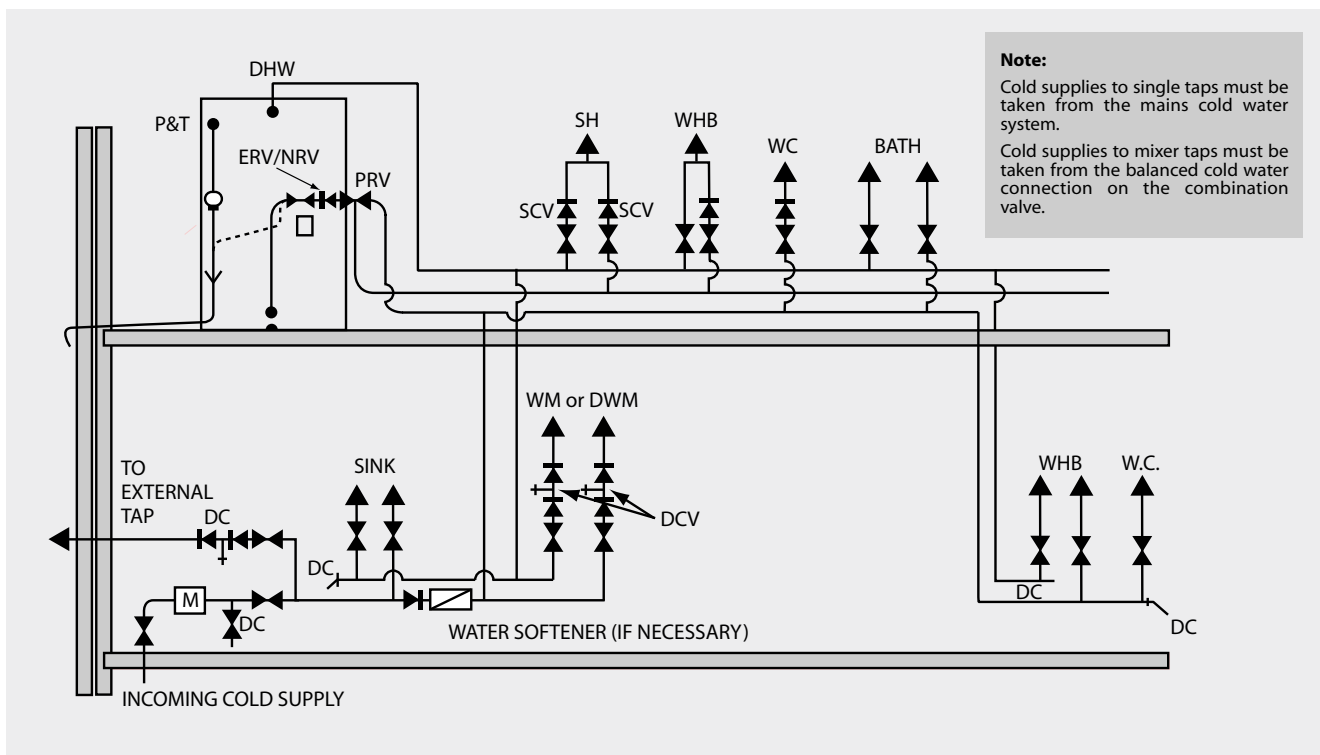 DHW
P&T
ERV/NRV
PRV
SH
WHB
WC
BATH
SCV
SCV
Note:
Cold supplies to single taps must be
taken from the mains cold water
system.
Cold supplies to mixer taps must be
taken from the balanced cold water
connection on the combination
valve.
WM or DWM
SINK
TO
EXTERNAL
TAP
DC
DCV
WHB
W.C.
DC
M
DC
DC
DC
WATER SOFTENER (IF NECESSARY)
INCOMING COLD SUPPLY